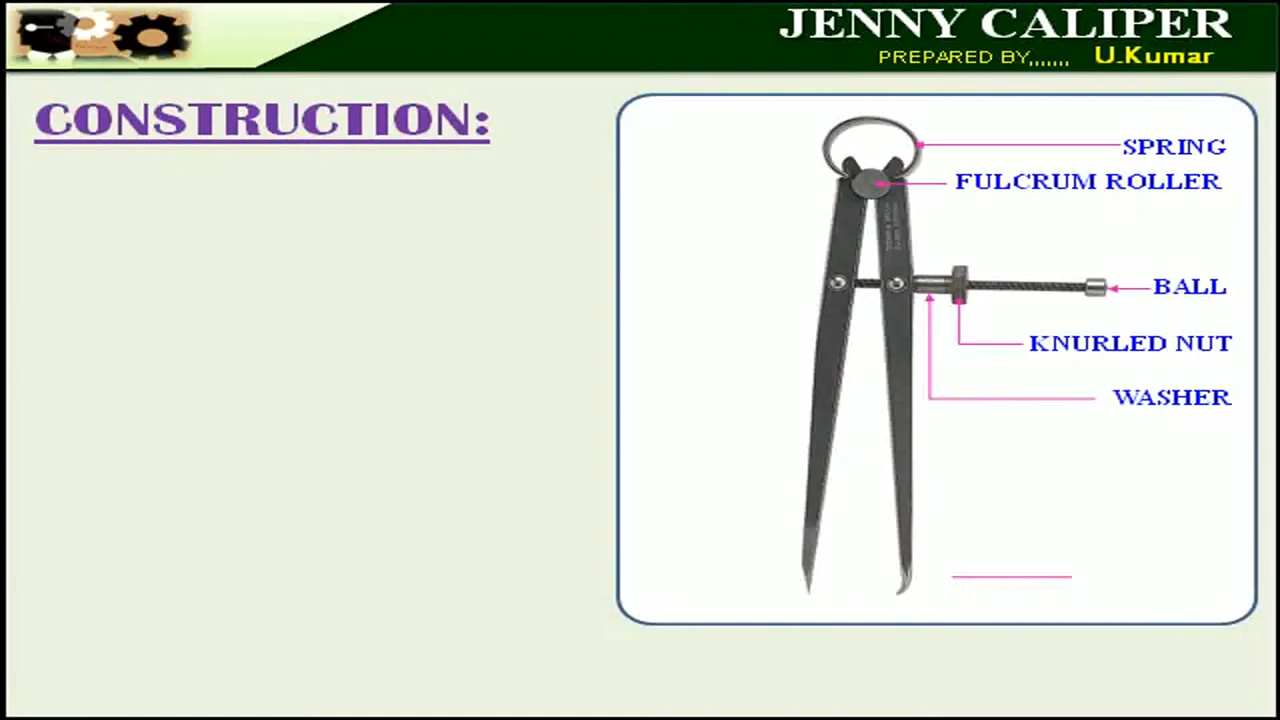 JENNY CALIPER
PREPARED BY,,,,,,, U.Kumar
CONSTRUCTION:
SPRING
FULCRUM ROLLER
BALL
KNURLED NUT
WASHER